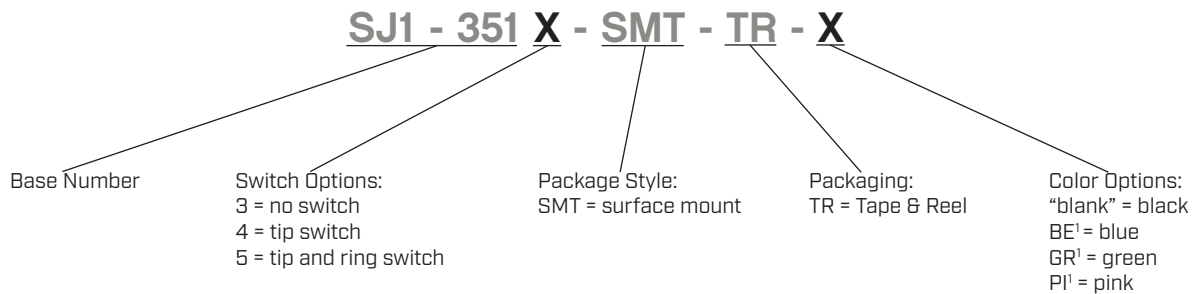 SJ1 - 351 X - SMT - TR - X
Base Number
Switch Options:
3 = no switch
4 = tip switch
5 = tip and ring switch
Package Style:
SMT = surface mount
Packaging:
TR = Tape & Reel
Color Options:
“blank” = black
BE¹ = blue
GR¹ = green
PI¹ = pink